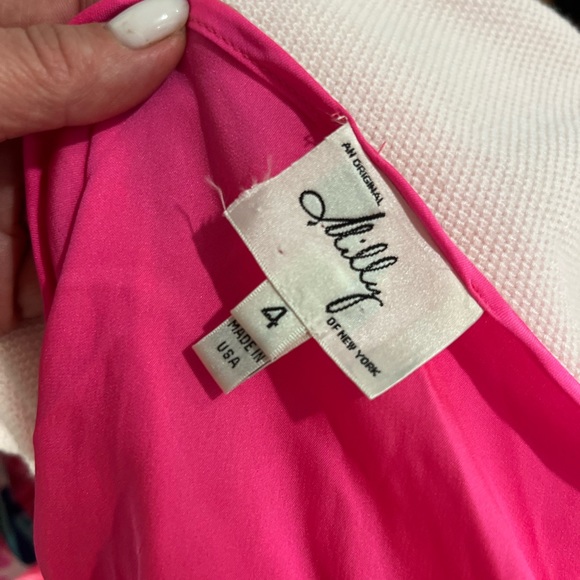 AN ORIGINAL
Milly
OF NEW YORK
4
MADE IN
USA